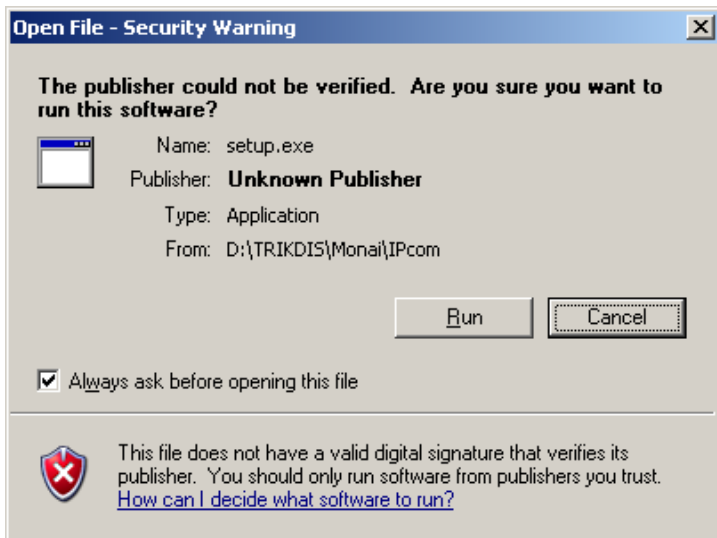 Open File - Security Warning
The publisher could not be verified.  Are you sure you want to
run this software?
Name: setup.exe
Publisher: Unknown Publisher
Type: Application
From: D:\TRIKDIS\Monai\IPcom
Run Cancel
Always ask before opening this file
This file does not have a valid digital signature that verifies its
publisher.  You should only run software from publishers you trust.
How can I decide what software to run?